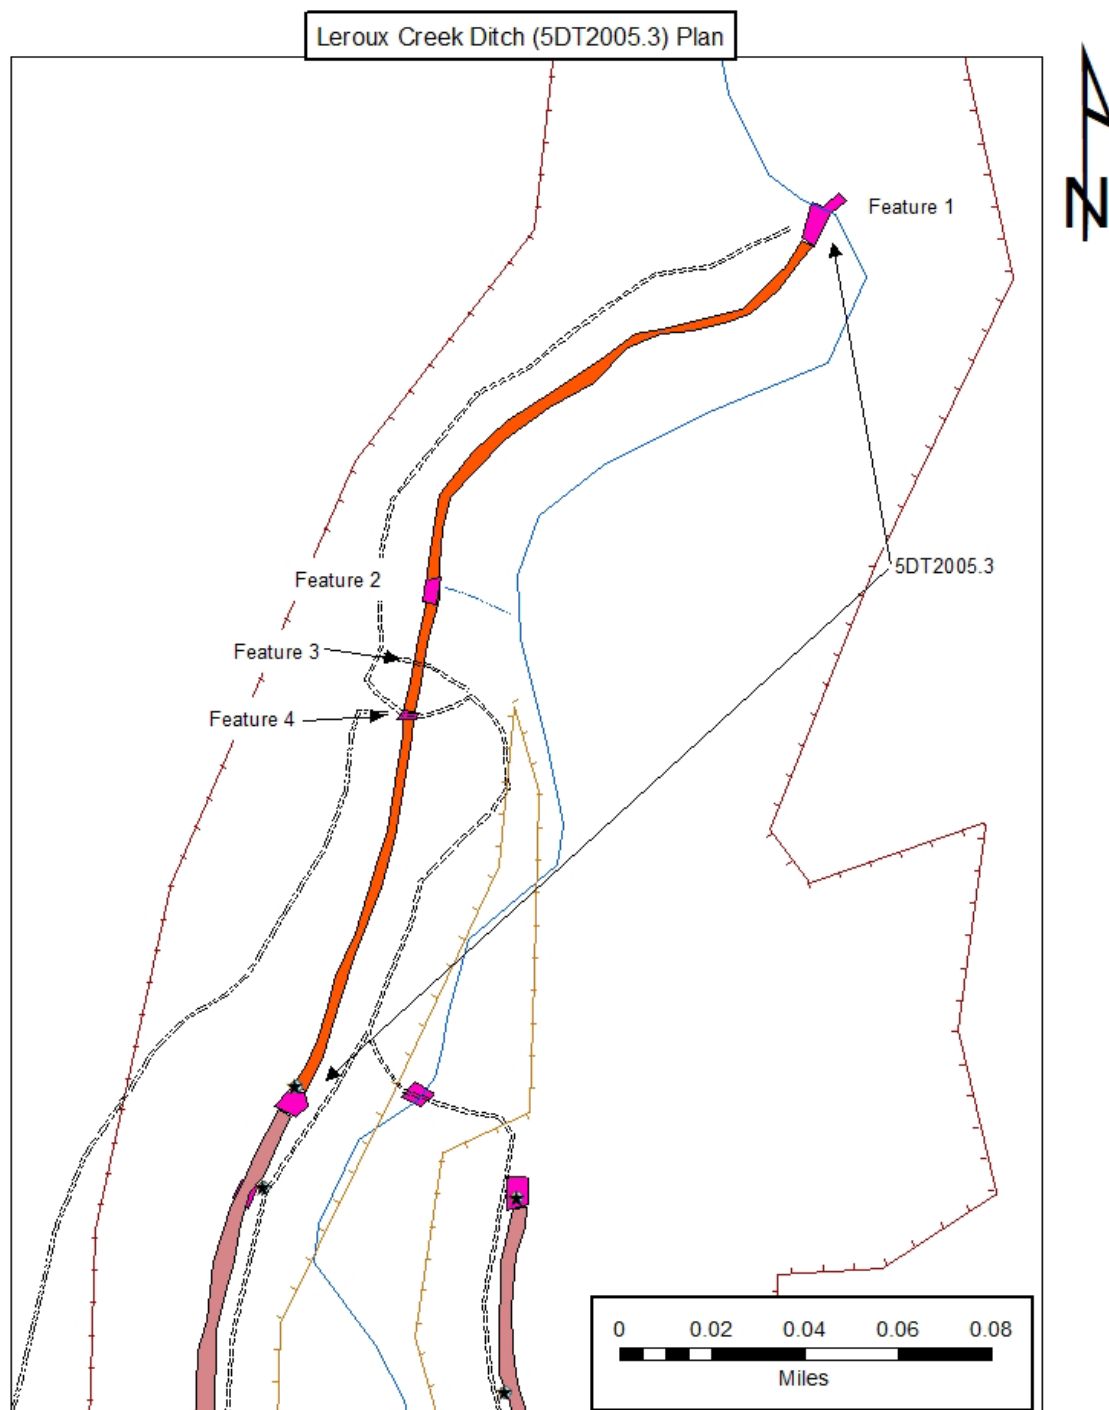 Leroux Creek Ditch (5DT2005.3) Plan
N
Feature 1
5DT2005.3
Feature 2
Feature 3
Feature 4
0 0.02 0.04 0.06 0.08
Miles